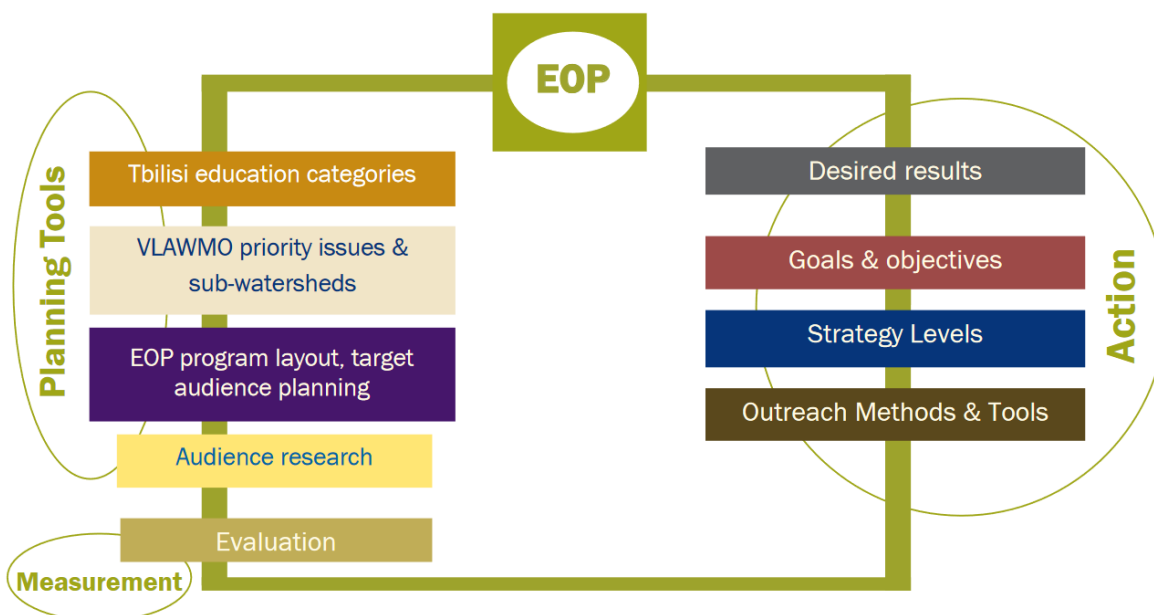 EOP
Planning Tools
Tbilisi education categories
VLAWMO priority issues &
sub-watersheds
EOP program layout, target
audience planning
Audience research
Measurement
Evaluation
Desired results
Goals & objectives
Strategy Levels
Outreach Methods & Tools
Action